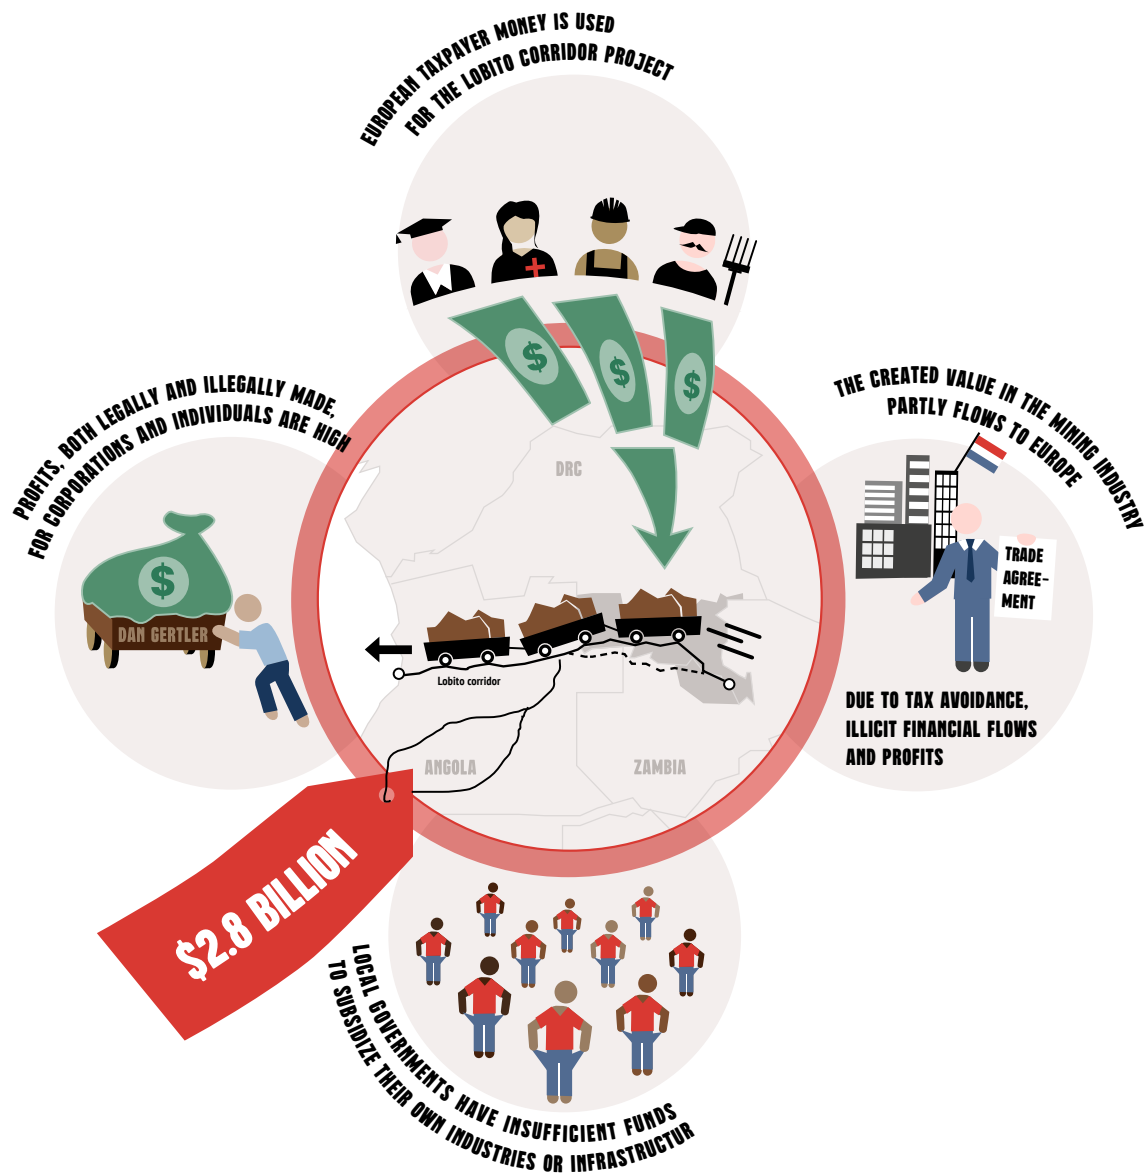 EUROPEAN TAXPAYER MONEY IS USED
FOR THE LOBITO CORRIDOR PROJECT
$
$
$
PROFITS, BOTH LEGALLY AND ILLEGALLY MADE,
FOR CORPORATIONS AND INDIVIDUALS ARE HIGH
$
DAN GERTLER
THE CREATED VALUE IN THE MINING INDUSTRY
PARTLY FLOWS TO EUROPE
TRADE
AGREE-
MENT
DUE TO TAX AVOIDANCE,
ILLICIT FINANCIAL FLOWS
AND PROFITS
DRC
Lobito corridor
ANGOLA
ZAMBIA
$2.8 BILLION
LOCAL GOVERNMENTS HAVE INSUFFICIENT FUNDS
TO SUBSIDIZE THEIR OWN INDUSTRIES OR INFRASTRUCTUR